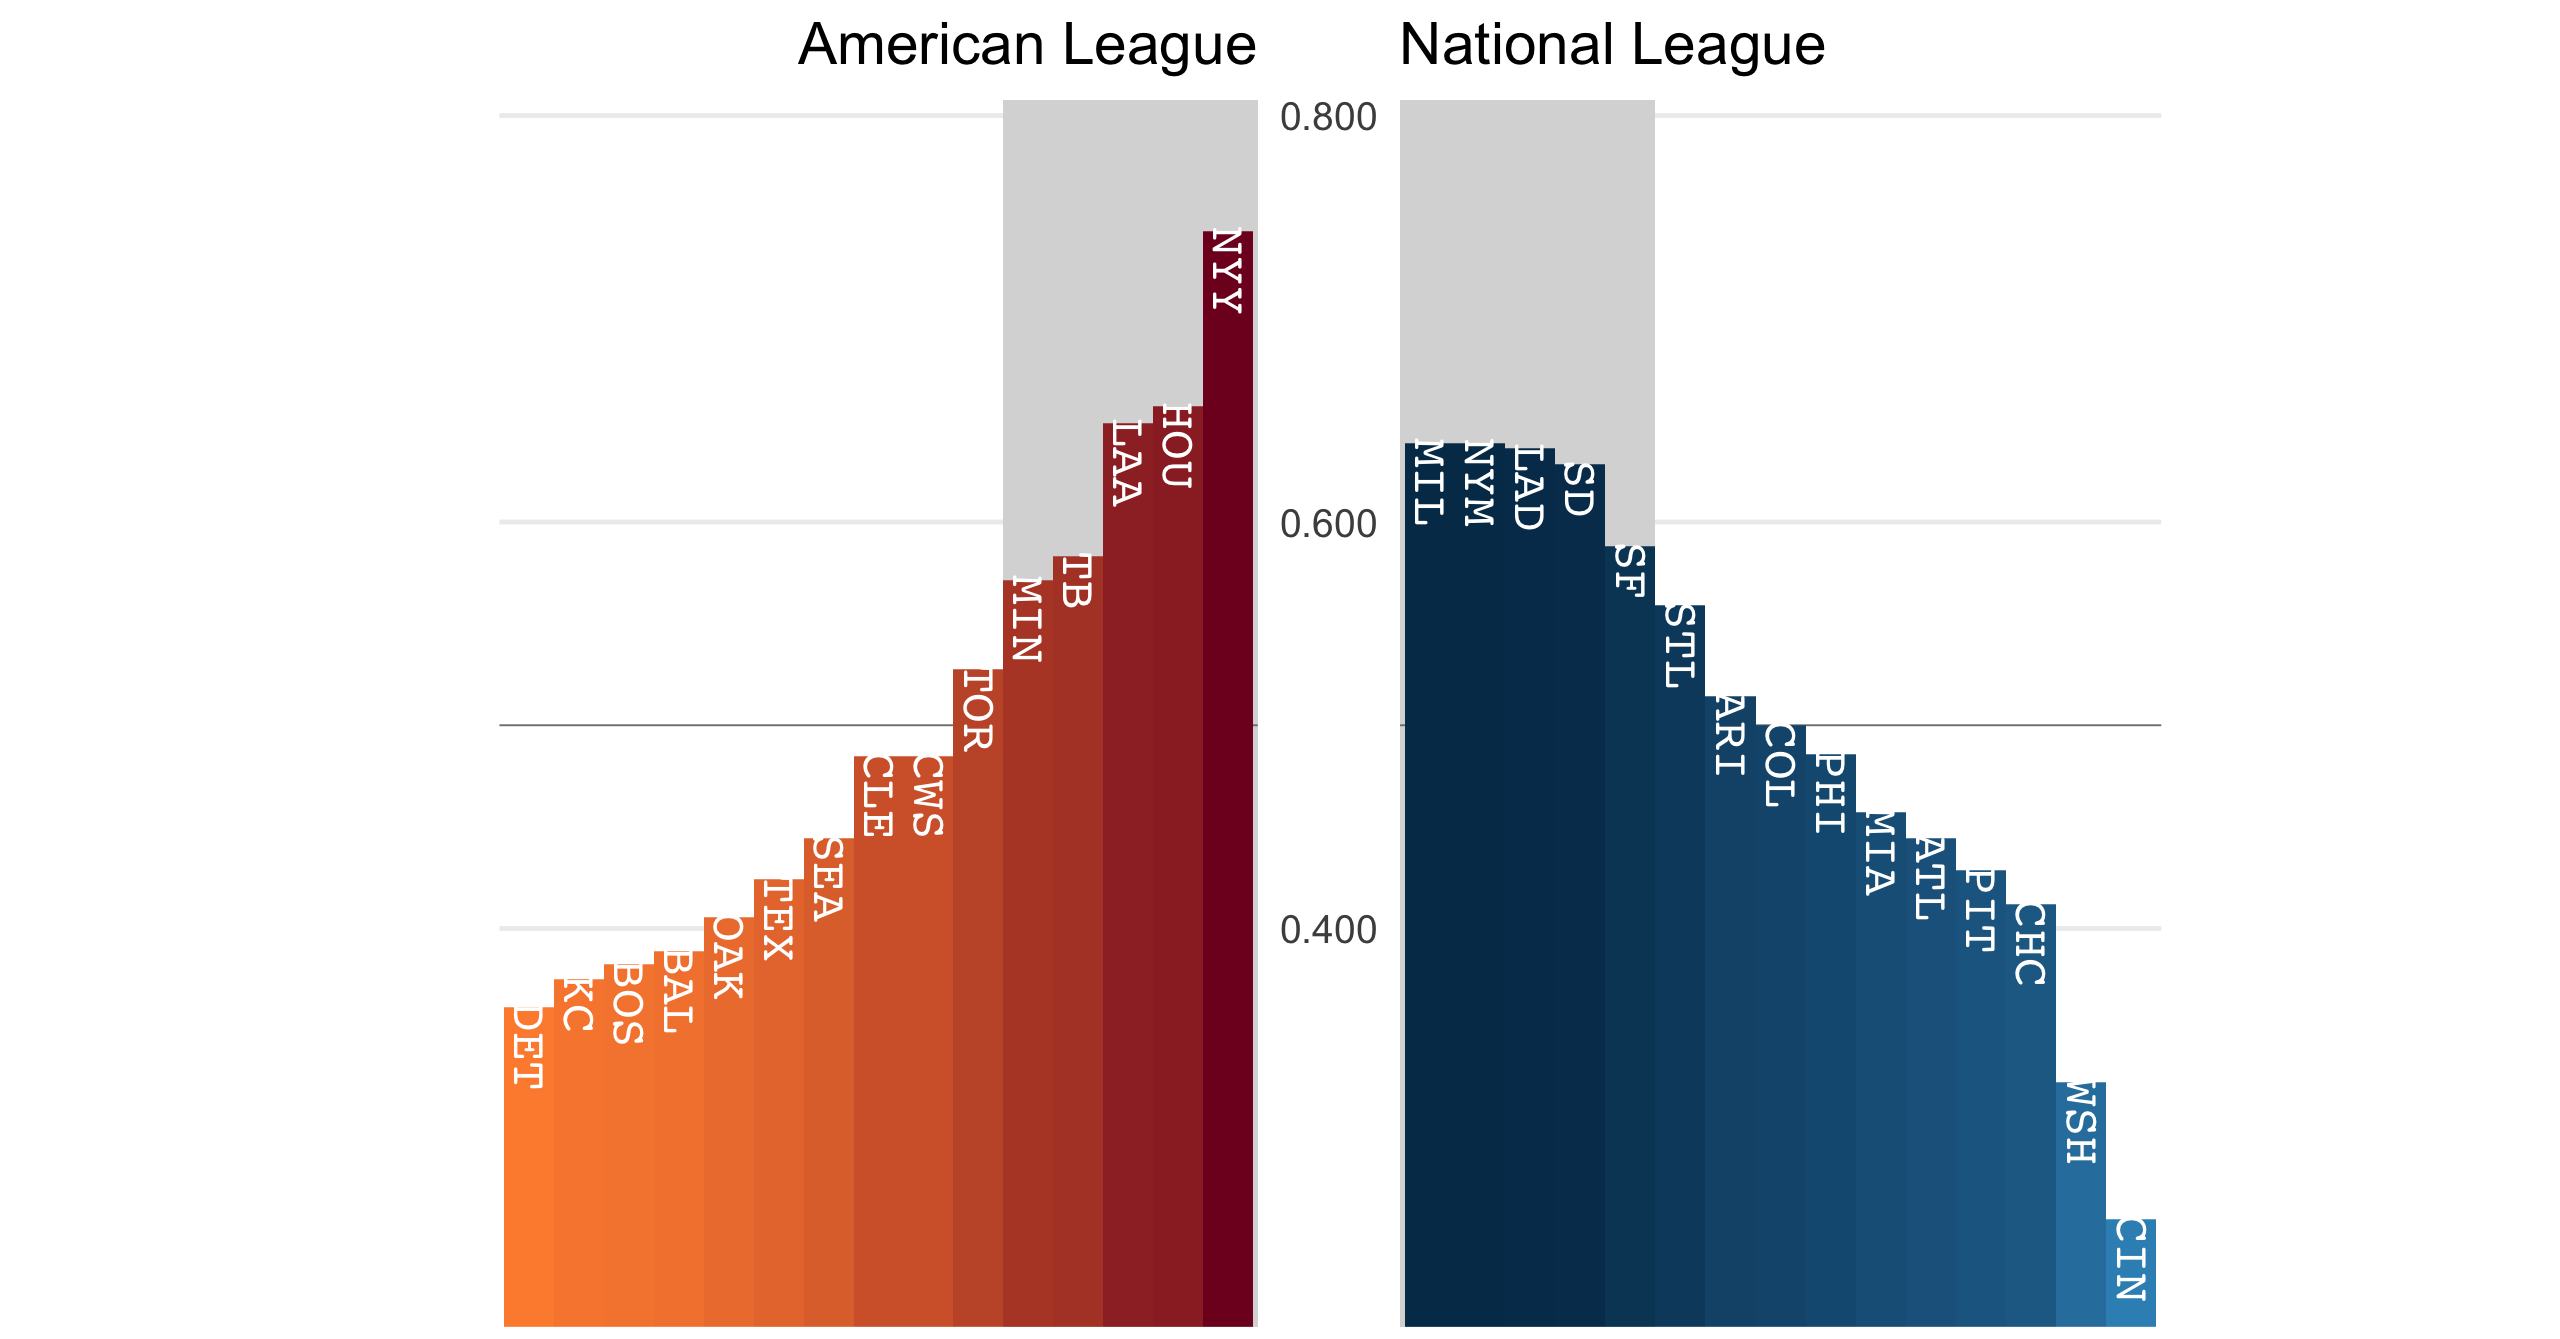 American League
National League
0.800
0.600
0.400
DET
KC
BOS
BAL
OAK
TEX
SEA
CLE
CWS
TOR
MIN
TB
LAA
HOU
NYY
MIL
NYM
LAD
SD
SF
STL
ARI
COL
PHI
MIA
ATL
PIT
CHC
WSH
CIN